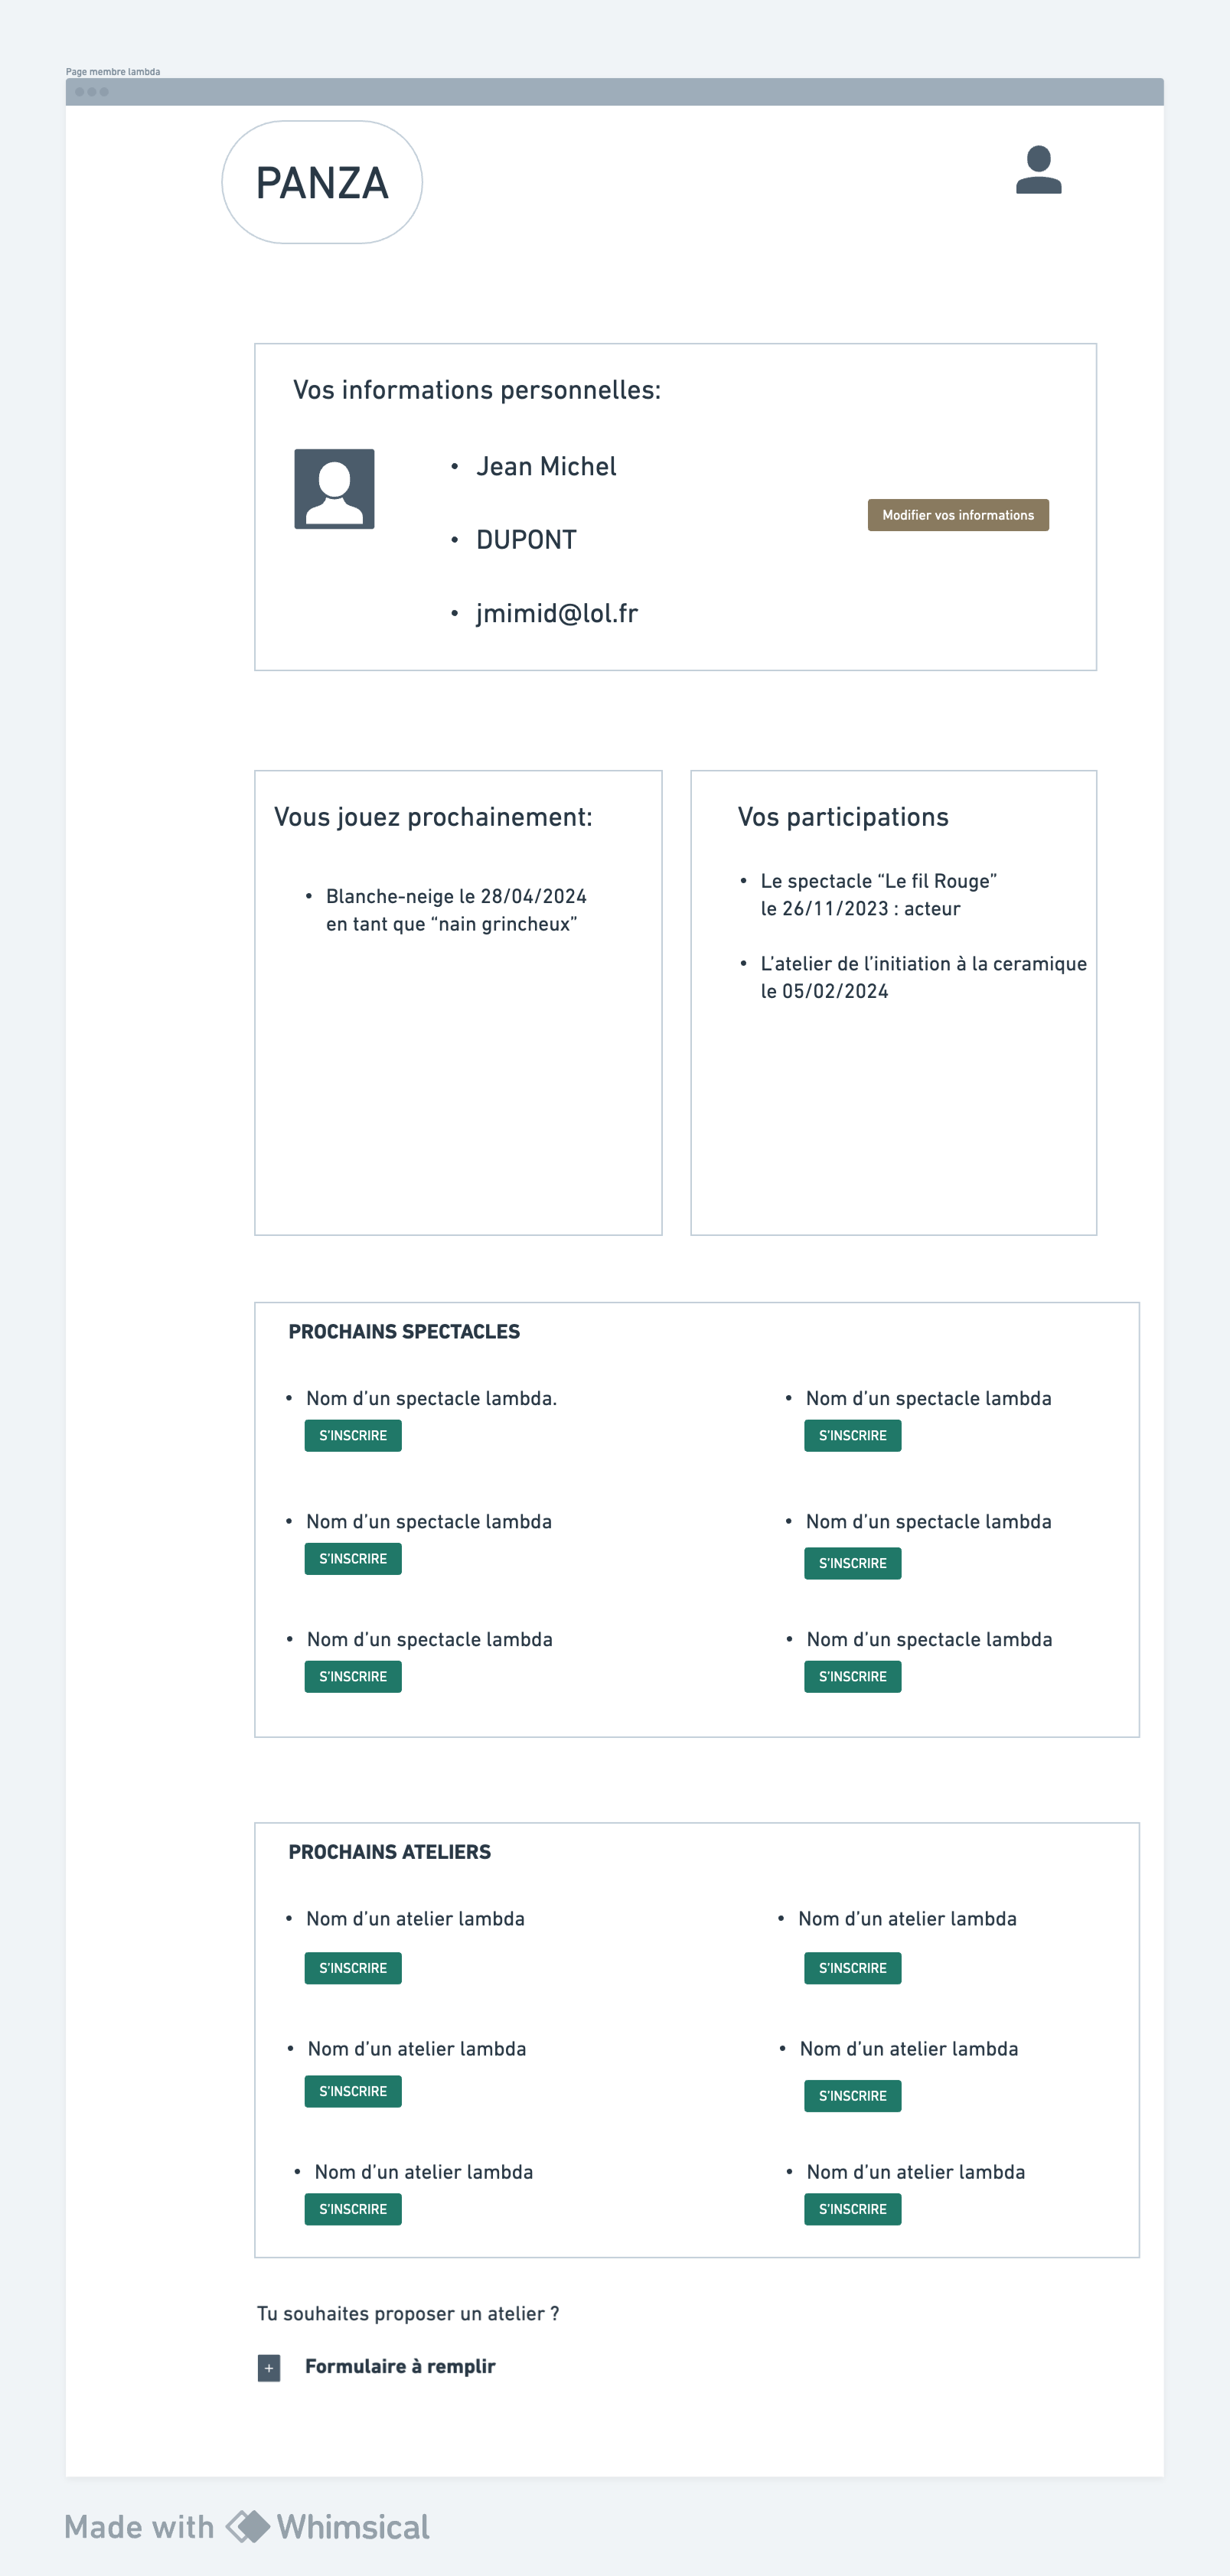 Page membre lambda
PANZA
Vos informations personnelles:
• Jean Michel
• DUPONT
• jmimid@lol.fr
Modifier vos informations
Vous jouez prochainement:
• Blanche-neige le 28/04/2024
en tant que “nain grincheux”
Vos participations
• Le spectacle “Le fil Rouge”
le 26/11/2023 : acteur
• L’atelier de l’initiation à la ceramique
le 05/02/2024
PROCHAINS SPECTACLES
• Nom d’un spectacle lambda.
S’INSCRIRE
• Nom d’un spectacle lambda
S’INSCRIRE
• Nom d’un spectacle lambda
S’INSCRIRE
• Nom d’un spectacle lambda
S’INSCRIRE
• Nom d’un spectacle lambda
S’INSCRIRE
• Nom d’un spectacle lambda
S’INSCRIRE
PROCHAINS ATELIERS
• Nom d’un atelier lambda
S’INSCRIRE
• Nom d’un atelier lambda
S’INSCRIRE
• Nom d’un atelier lambda
S’INSCRIRE
• Nom d’un atelier lambda
S’INSCRIRE
• Nom d’un atelier lambda
S’INSCRIRE
• Nom d’un atelier lambda
S’INSCRIRE
Tu souhaites proposer un atelier ?
+ Formulaire à remplir
Made with Whimsical